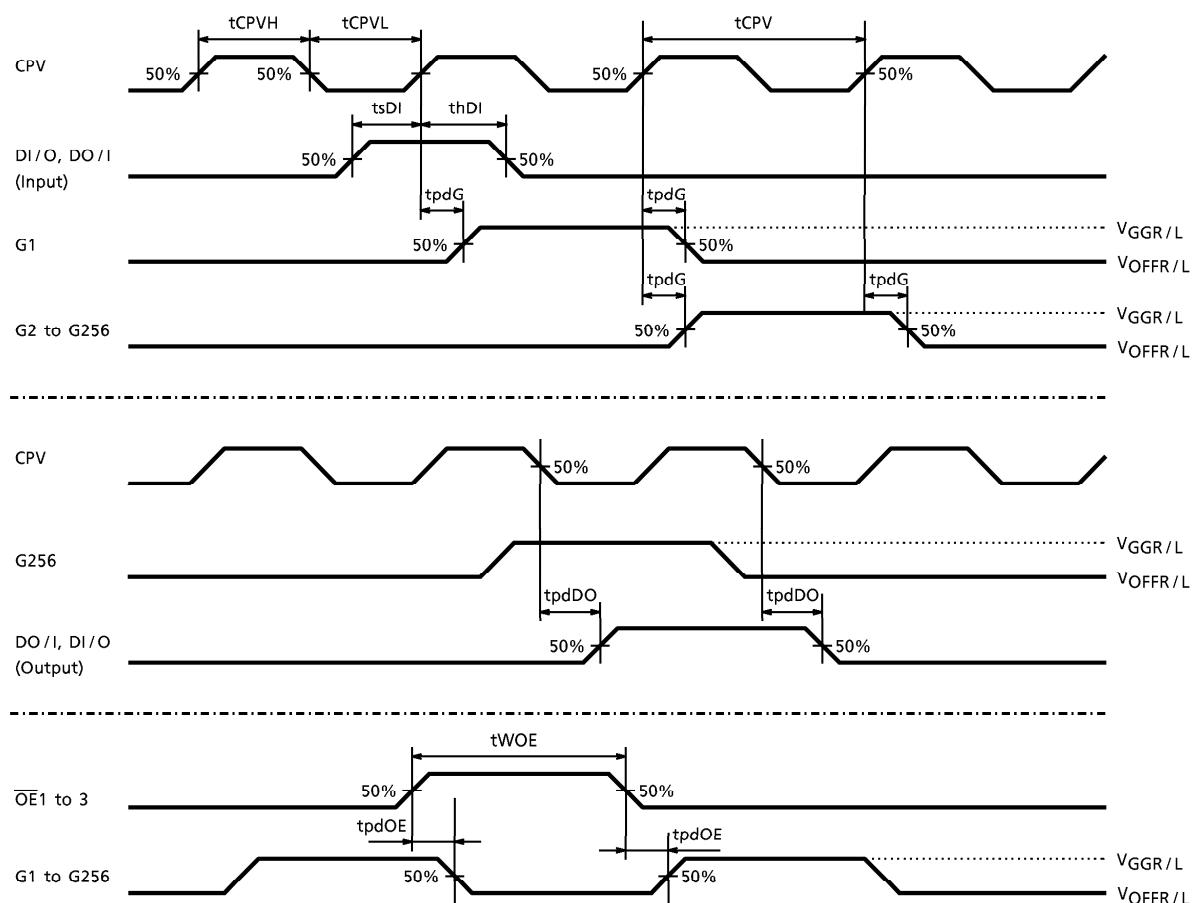 tCPVH tCPVL tCPV
CPV 50% 50% 50% 50%
tsDI thDI
DI/O, DO/I 50% 50%
(Input)
tpdG tpdG
G1 50% 50% VGGR/L
VOFFR/L
tpdG tpdG
G2 to G256 50% 50% VGGR/L
VOFFR/L
CPV 50% 50%
G256 VGGR/L
VOFFR/L
tpdDO tpdDO
DO/I, DI/O 50% 50%
(Output)
tWOE
O̅E̅1 to 3 50% 50%
tpdOE tpdOE
G1 to G256 50% 50% VGGR/L
VOFFR/L